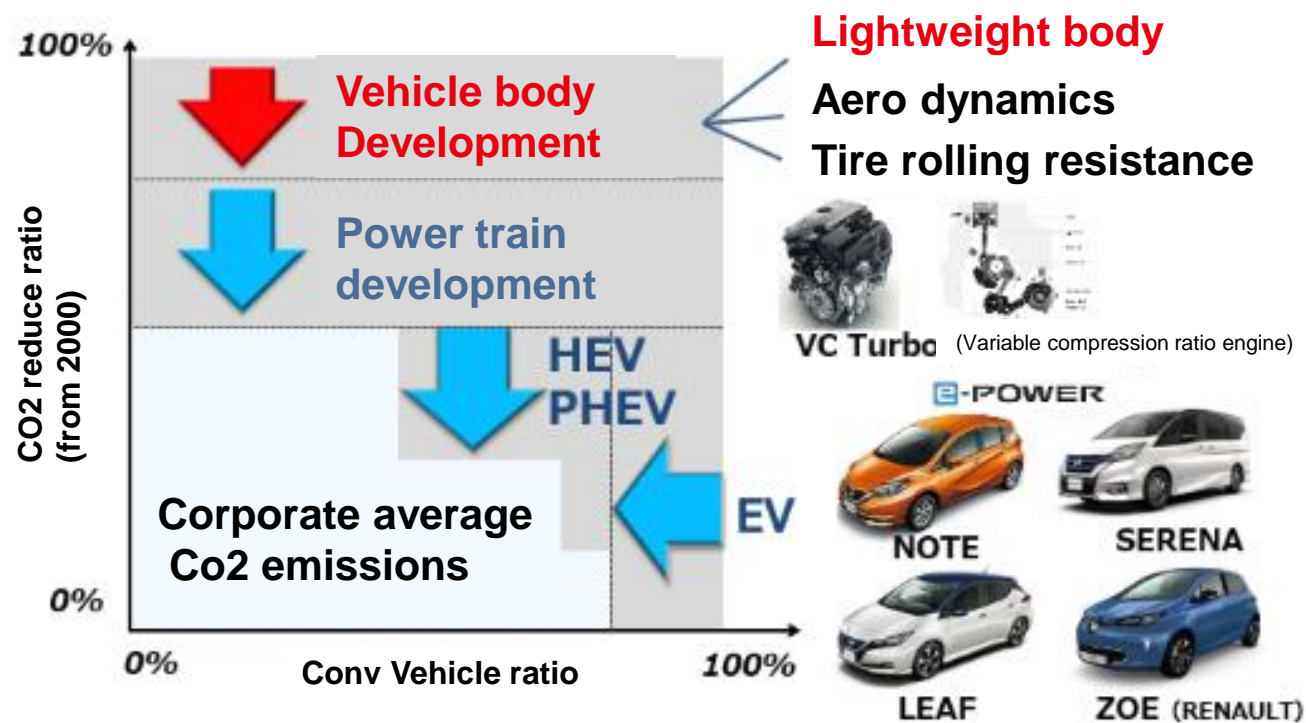 100%
Lightweight body
Vehicle body
Development
Aero dynamics
Tire rolling resistance
Power train
development
CO2 reduce ratio
(from 2000)
VC Turbo (Variable compression ratio engine)
HEV
PHEV
e-POWER
EV
NOTE
SERENA
Corporate average
Co2 emissions
0%
0%
Conv Vehicle ratio
100%
LEAF
ZOE (RENAULT)